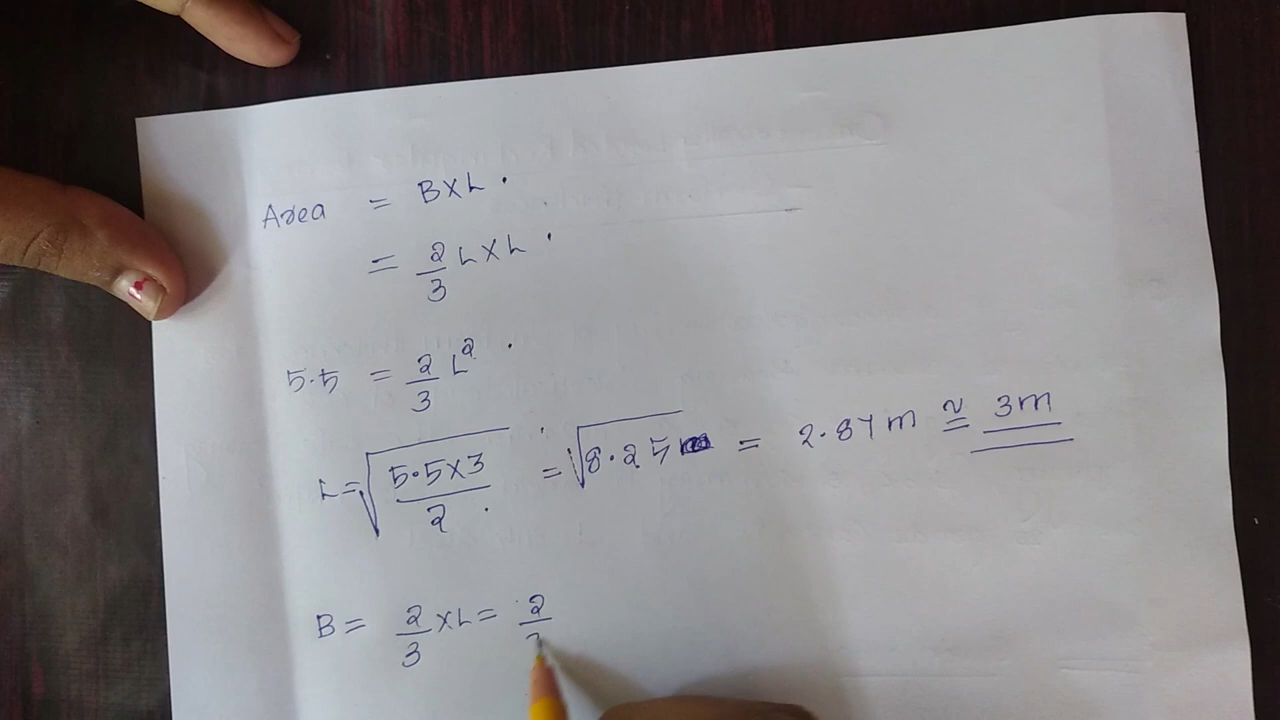 Area = B×L.
= 2/3 L×L.
5.5 = 2/3 L².
L = √(5.5×3/2) = √8.25 = 2.87m ≅ 3m
B = 2/3 ×L = 2/